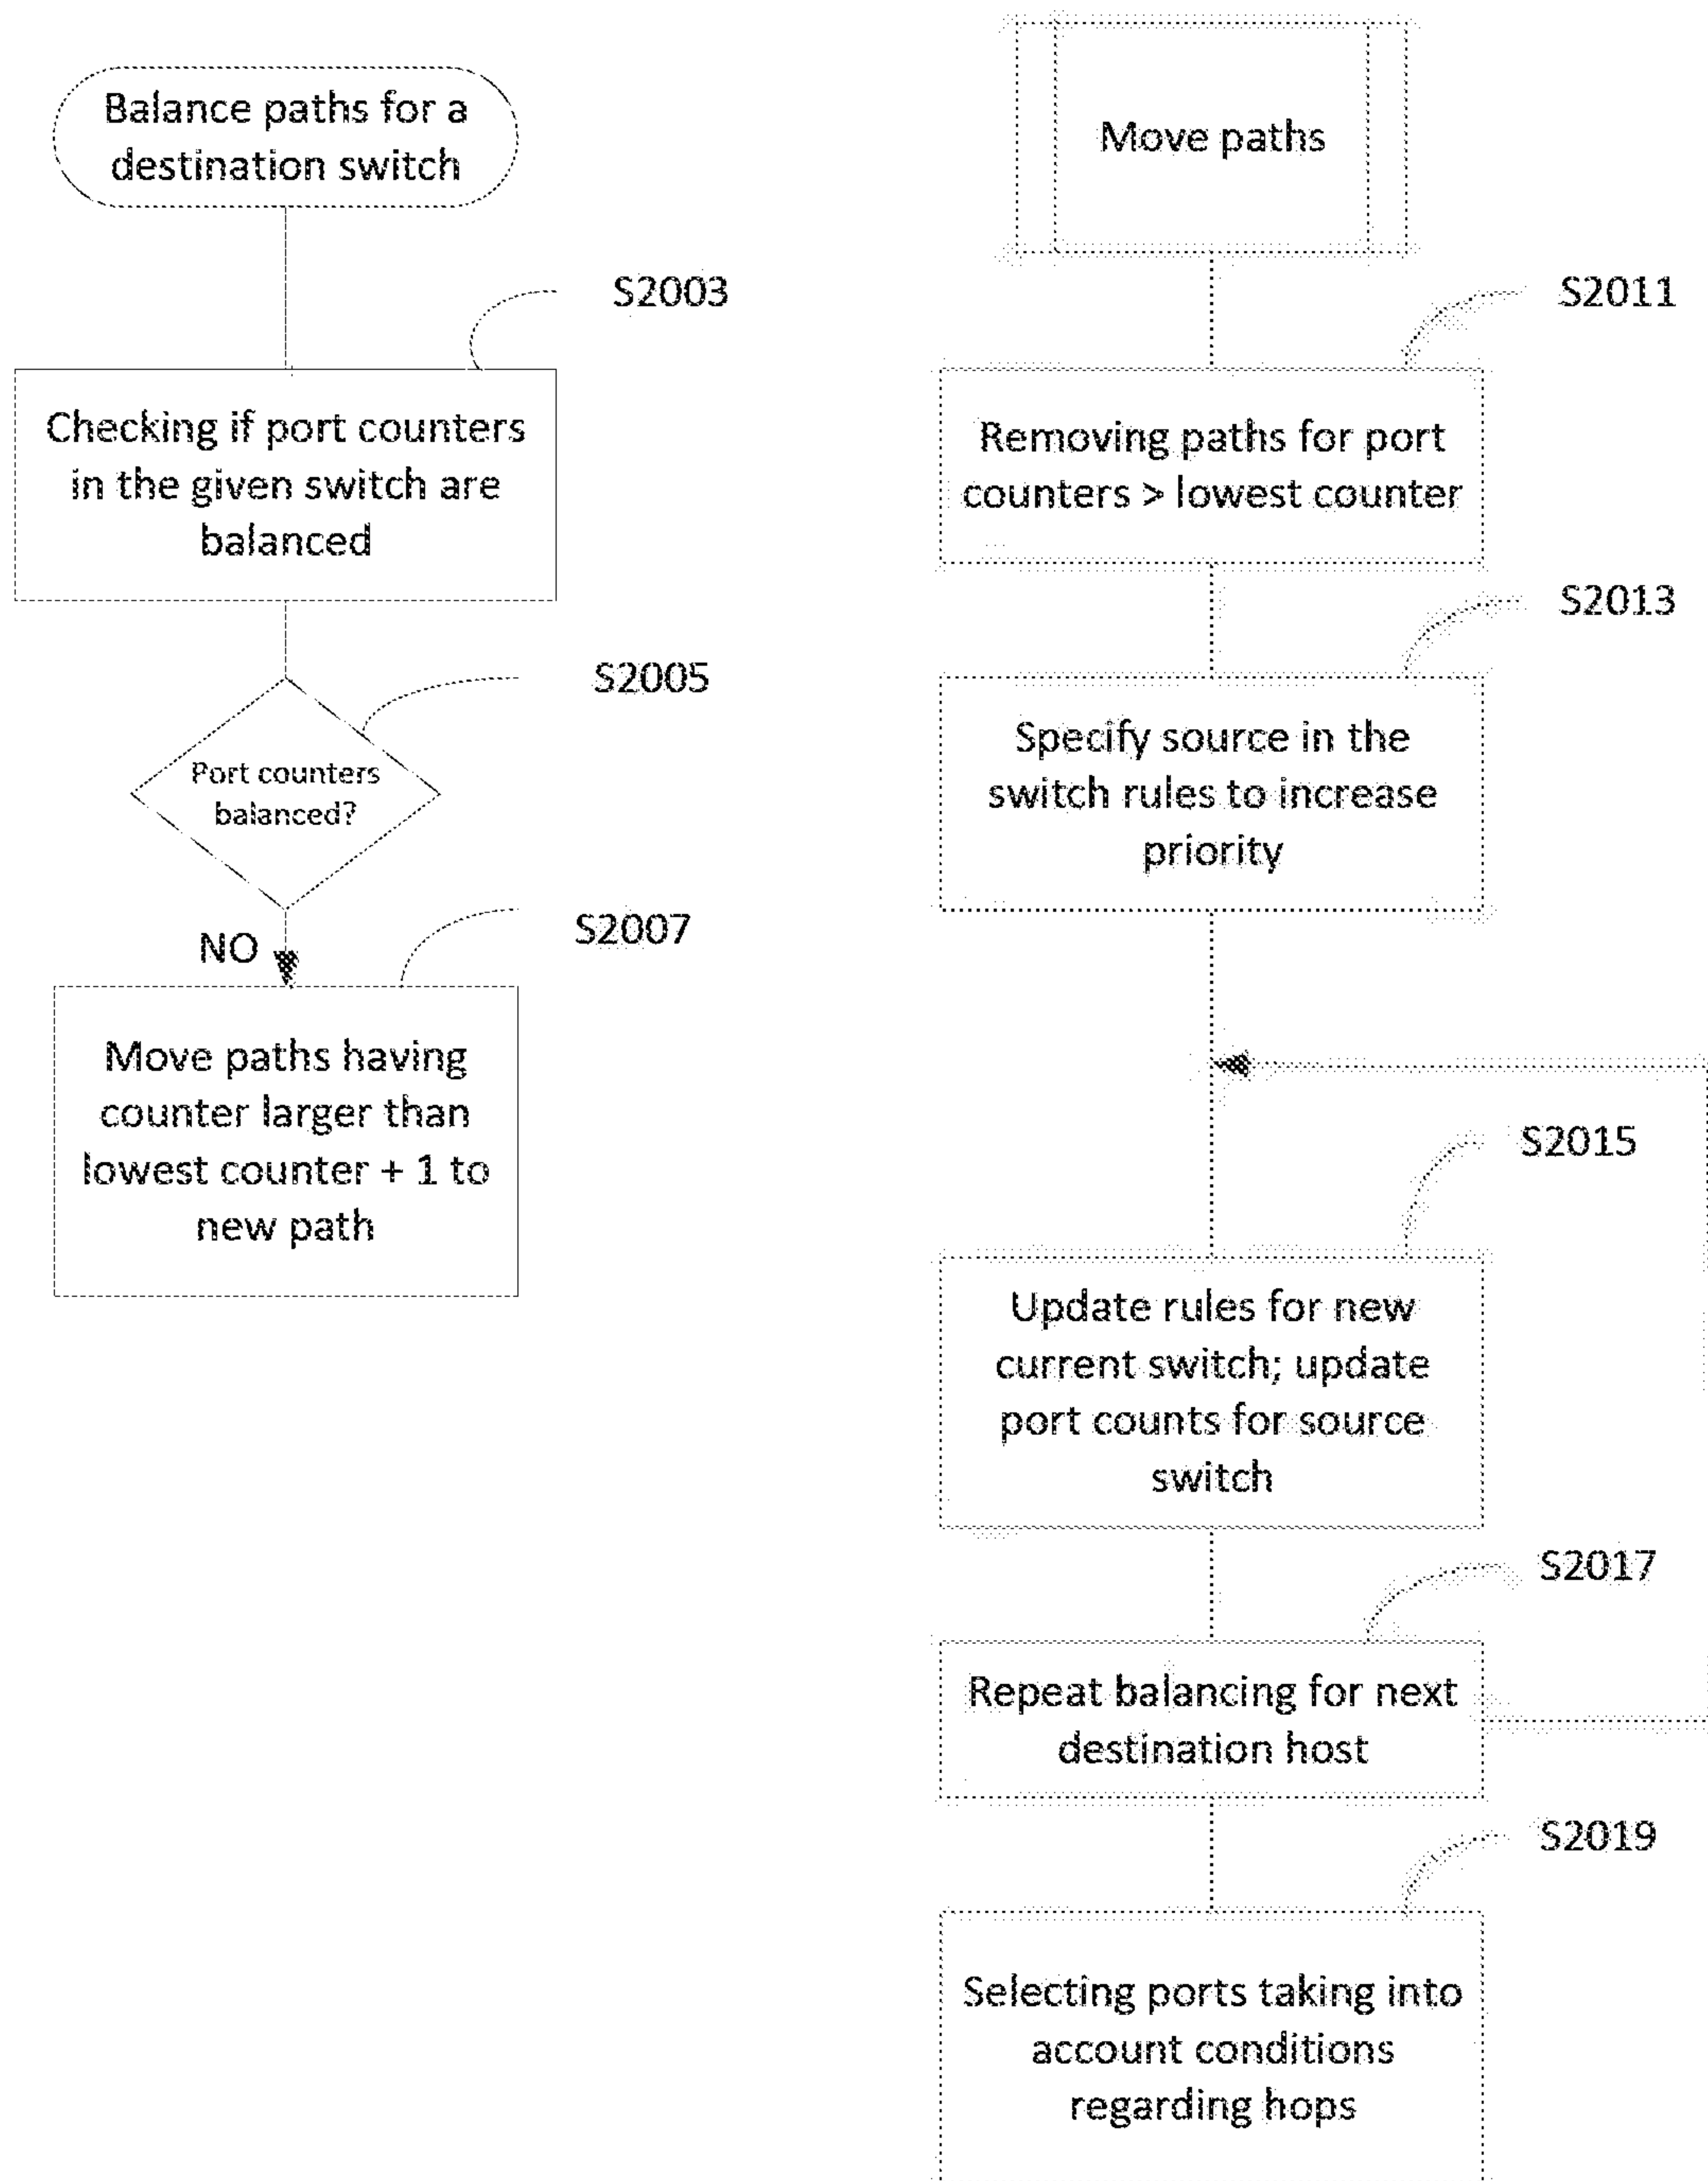 Balance paths for a
destination switch
S2003
Checking if port counters
in the given switch are
balanced
S2005
Port counters
balanced?
NO
S2007
Move paths having
counter larger than
lowest counter + 1 to
new path
Move paths
S2011
Removing paths for port
counters > lowest counter
S2013
Specify source in the
switch rules to increase
priority
S2015
Update rules for new
current switch; update
port counts for source
switch
S2017
Repeat balancing for next
destination host
S2019
Selecting ports taking into
account conditions
regarding hops